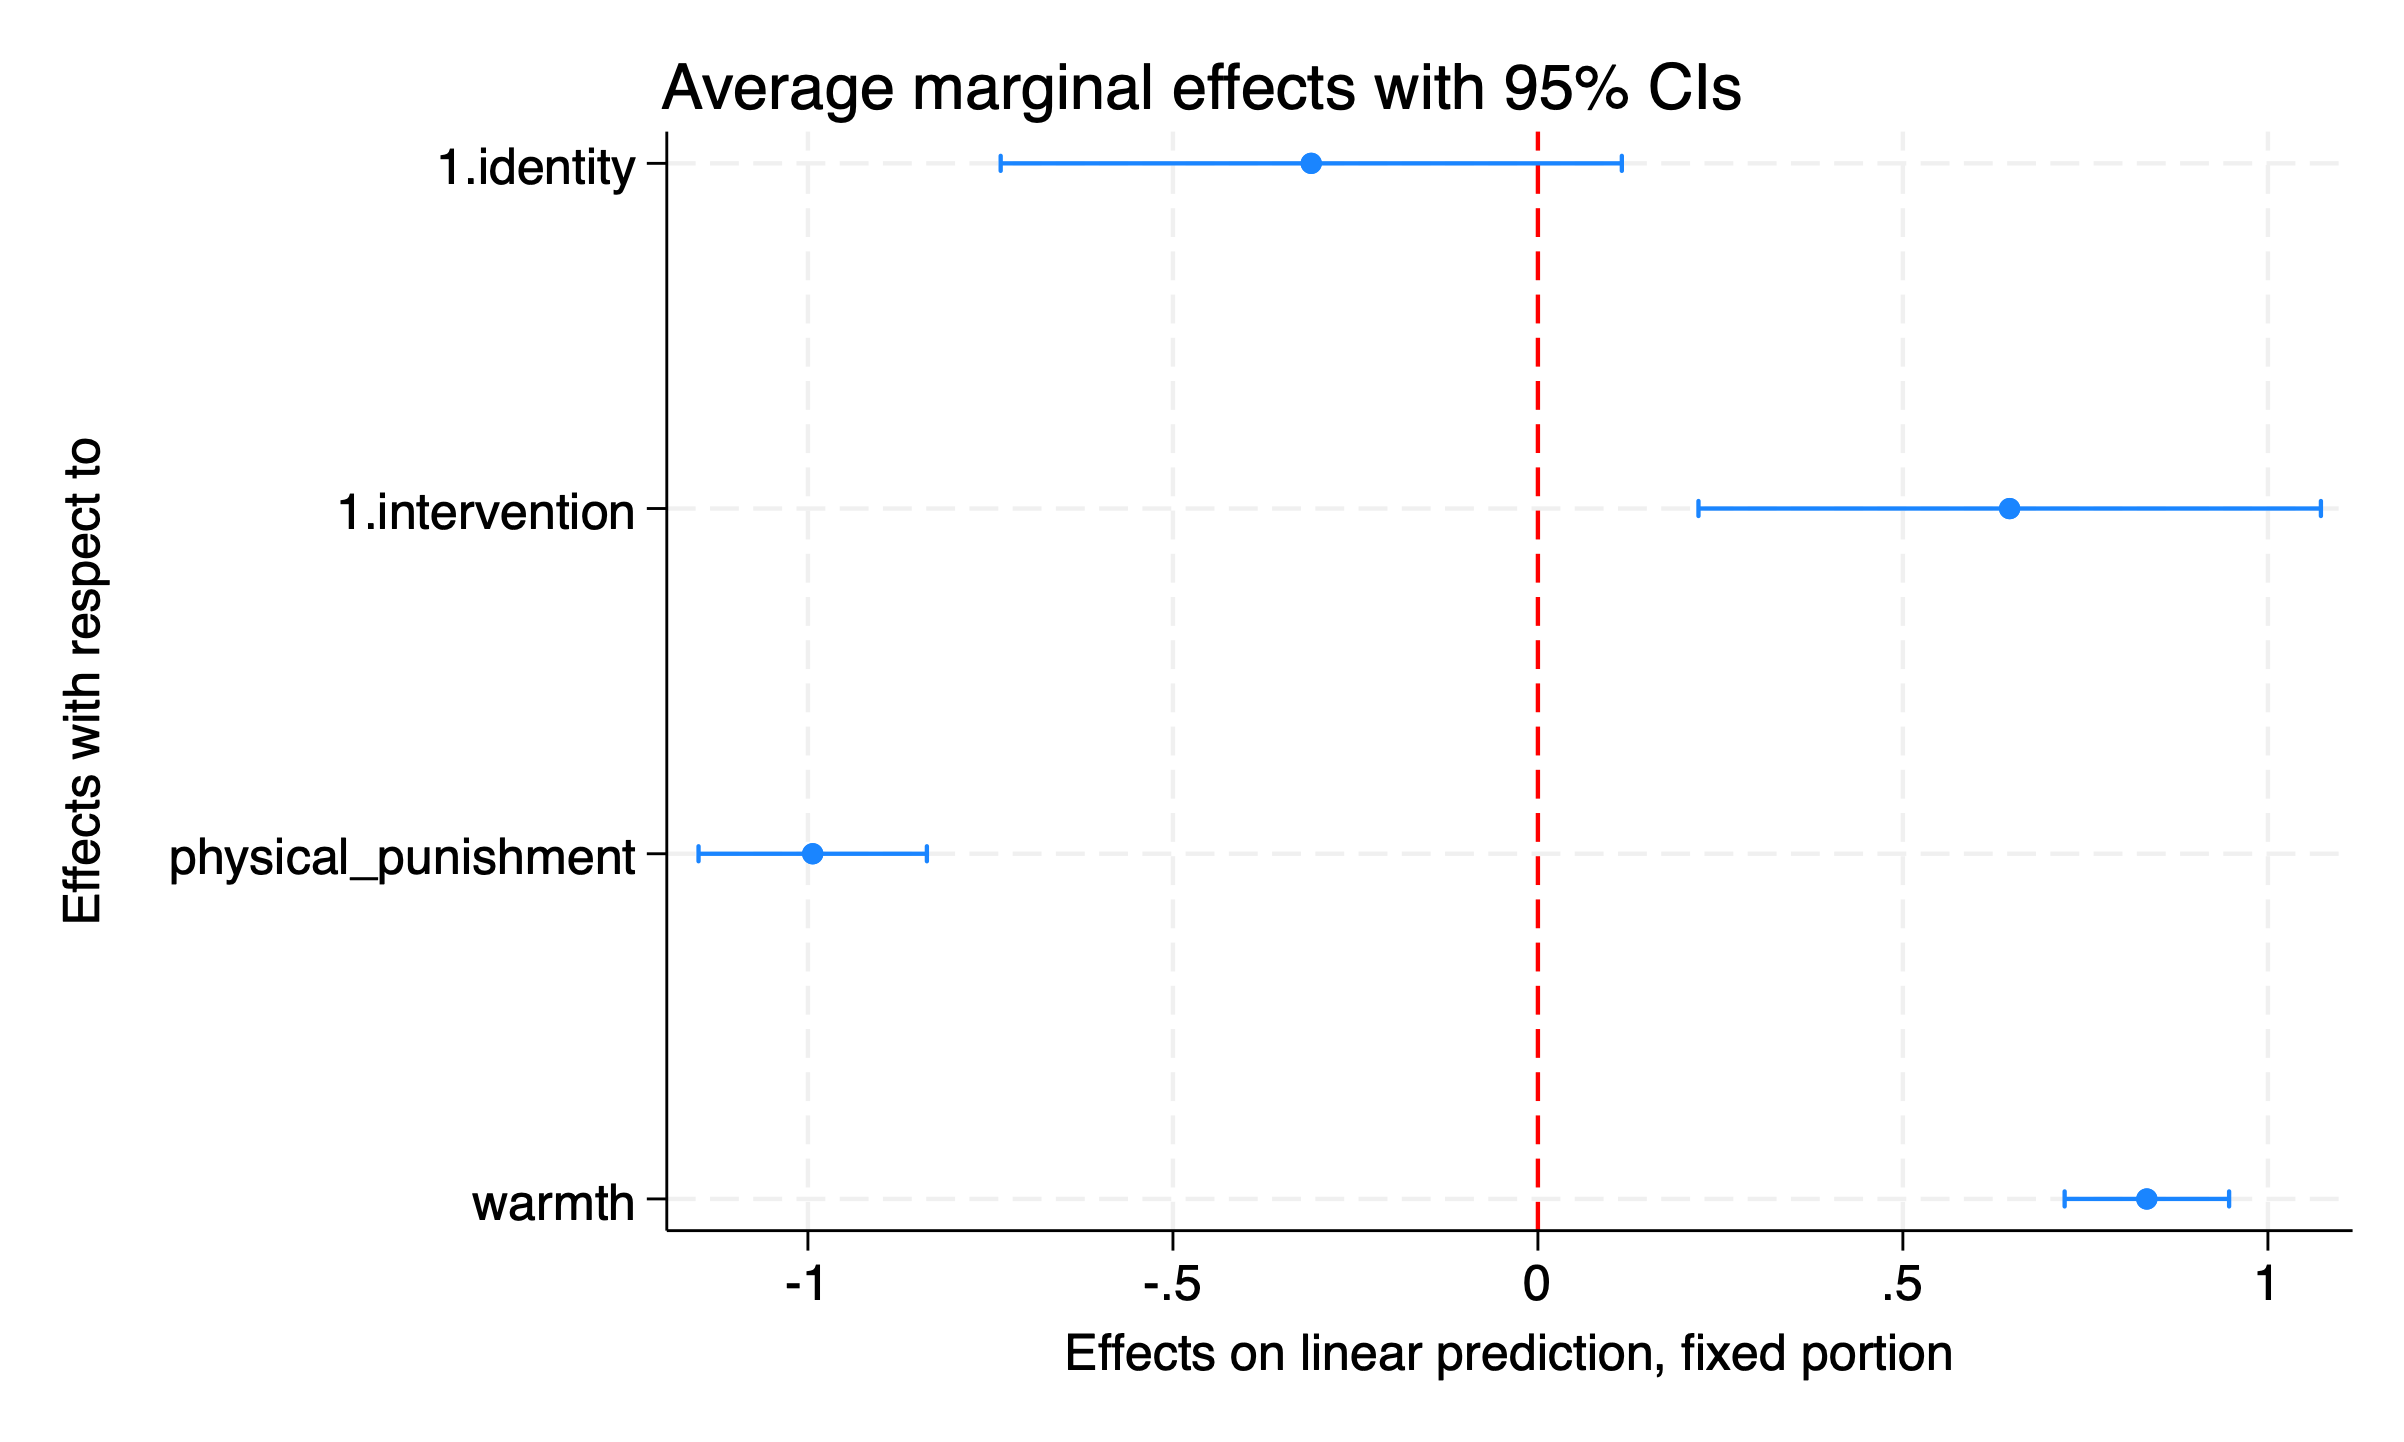 Average marginal effects with 95% CIs
Effects with respect to
1.identity
1.intervention
physical_punishment
warmth
-1 -.5 0 .5 1
Effects on linear prediction, fixed portion